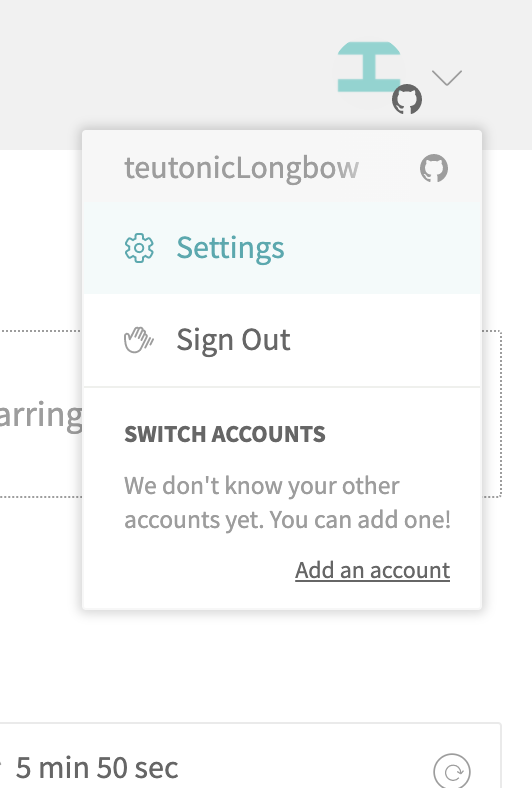 teutonicLongbow
Settings
Sign Out
arring
SWITCH ACCOUNTS
We don't know your other
accounts yet. You can add one!
Add an account
5 min 50 sec